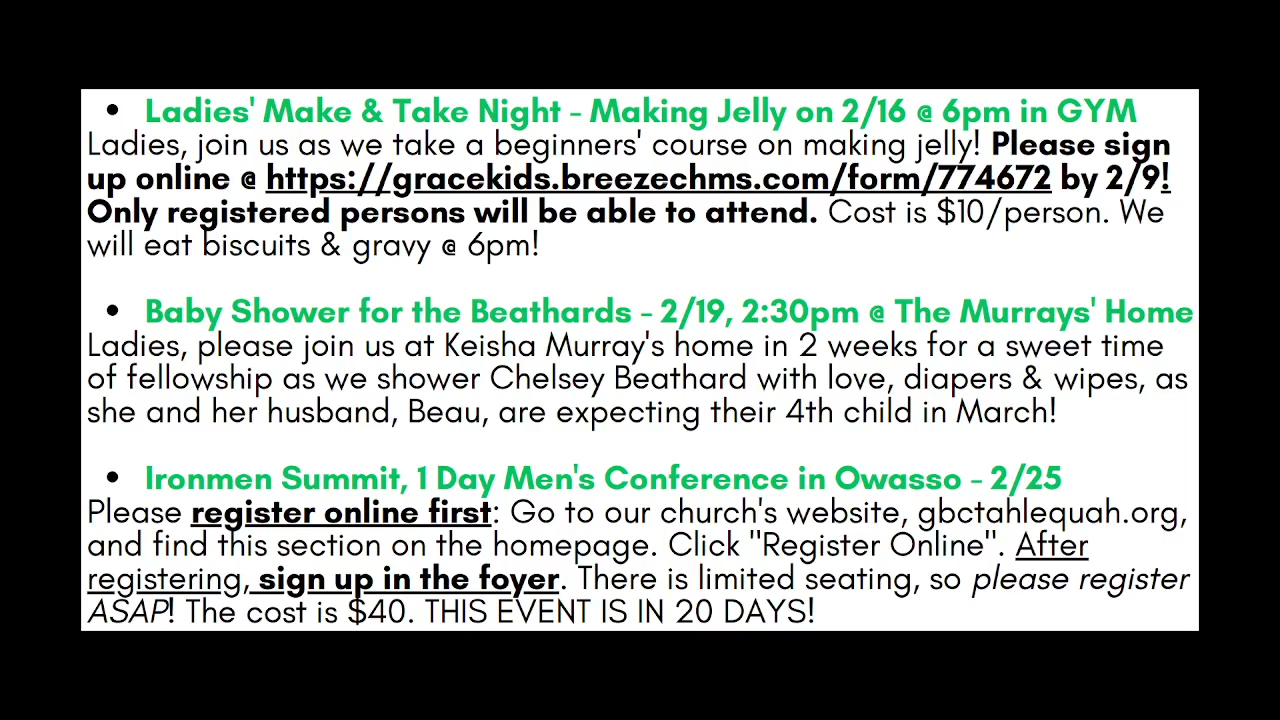 • Ladies' Make & Take Night - Making Jelly on 2/16 @ 6pm in GYM
Ladies, join us as we take a beginners' course on making jelly! Please sign
up online @ https://gracekids.breezechms.com/form/774672 by 2/9!
Only registered persons will be able to attend. Cost is $10/person. We
will eat biscuits & gravy @ 6pm!
• Baby Shower for the Beathards - 2/19, 2:30pm @ The Murrays' Home
Ladies, please join us at Keisha Murray's home in 2 weeks for a sweet time
of fellowship as we shower Chelsey Beathard with love, diapers & wipes, as
she and her husband, Beau, are expecting their 4th child in March!
• Ironmen Summit, 1 Day Men's Conference in Owasso - 2/25
Please register online first: Go to our church's website, gbctahlequah.org,
and find this section on the homepage. Click "Register Online". After
registering, sign up in the foyer. There is limited seating, so please register
ASAP! The cost is $40. THIS EVENT IS IN 20 DAYS!